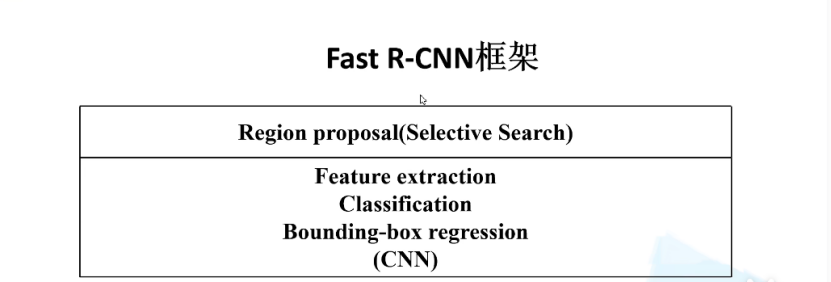 Fast R-CNN框架
Region proposal(Selective Search)
Feature extraction
Classification
Bounding-box regression
(CNN)